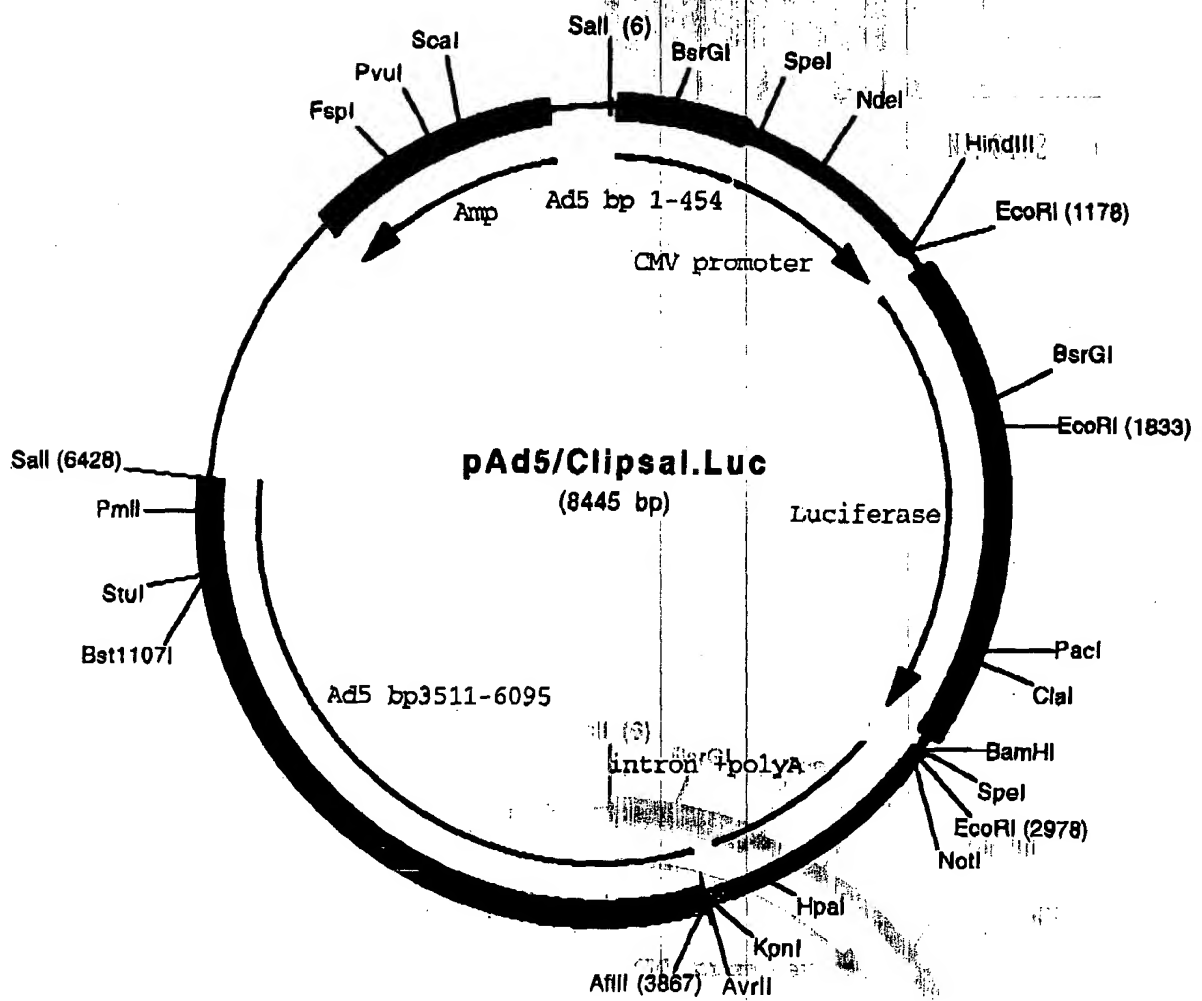 SalI (6)
ScaI
BsrGI
SpeI
PvuI
NdeI
FspI
HindIII
EcoRI (1178)
Amp
Ad5 bp 1-454
CMV promoter
BsrGI
EcoRI (1833)
SalI (6428)
pAd5/Clipsal.Luc
(8445 bp)
PmlI
Luciferase
StuI
Bst1107I
PacI
ClaI
Ad5 bp3511-6095
BamHI
intron +polyA
SpeI
EcoRI (2978)
NotI
HpaI
KpnI
AflII (3867)
AvrII